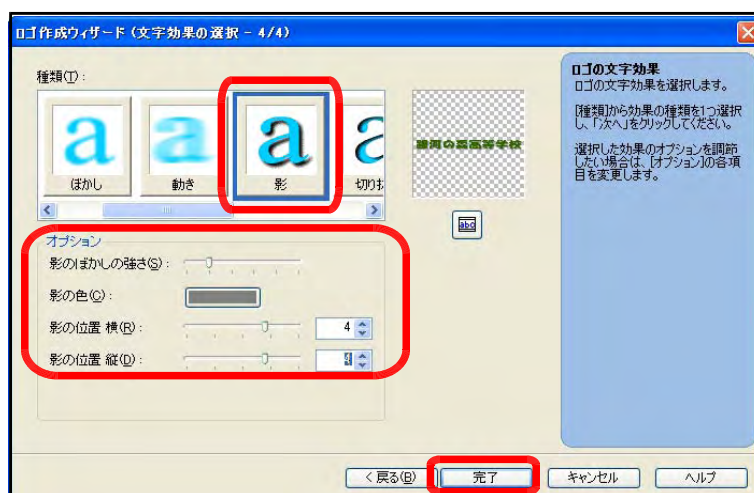 ロゴ作成ウィザード (文字効果の選択 - 4/4)
種類(T):
a
a
a
ぼかし
動き
影
オプション
影のぼかしの強さ(S):
影の色(C):
影の位置 横(R):
4
影の位置 縦(D):
4
abc
ロゴの文字効果
ロゴの文字効果を選択します。
[種類]から効果の種類を1つ選択
し、「次へ」をクリックしてください。
選択した効果のオプションを調節
したい場合は、[オプション]の各項
目を変更します。
< 戻る(B)
完了
キャンセル
ヘルプ